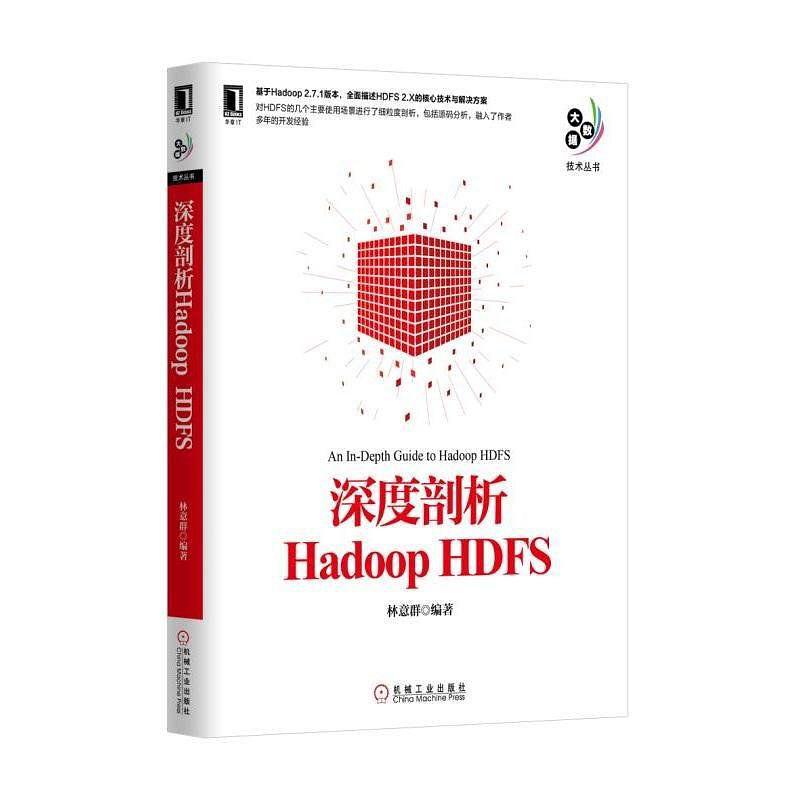 华章IT
大数据
技术丛书
深度剖析Hadoop HDFS
林意群◎编著
机械工业出版社
China Machine Press
基于Hadoop 2.7.1版本，全面描述HDFS 2.X的核心技术与解决方案
对HDFS的几个主要使用场景进行了细粒度剖析，包括源码分析，融入了作者
多年的开发经验
大数据
技术丛书
An In-Depth Guide to Hadoop HDFS
深度剖析
Hadoop HDFS
林意群◎编著
机械工业出版社
China Machine Press